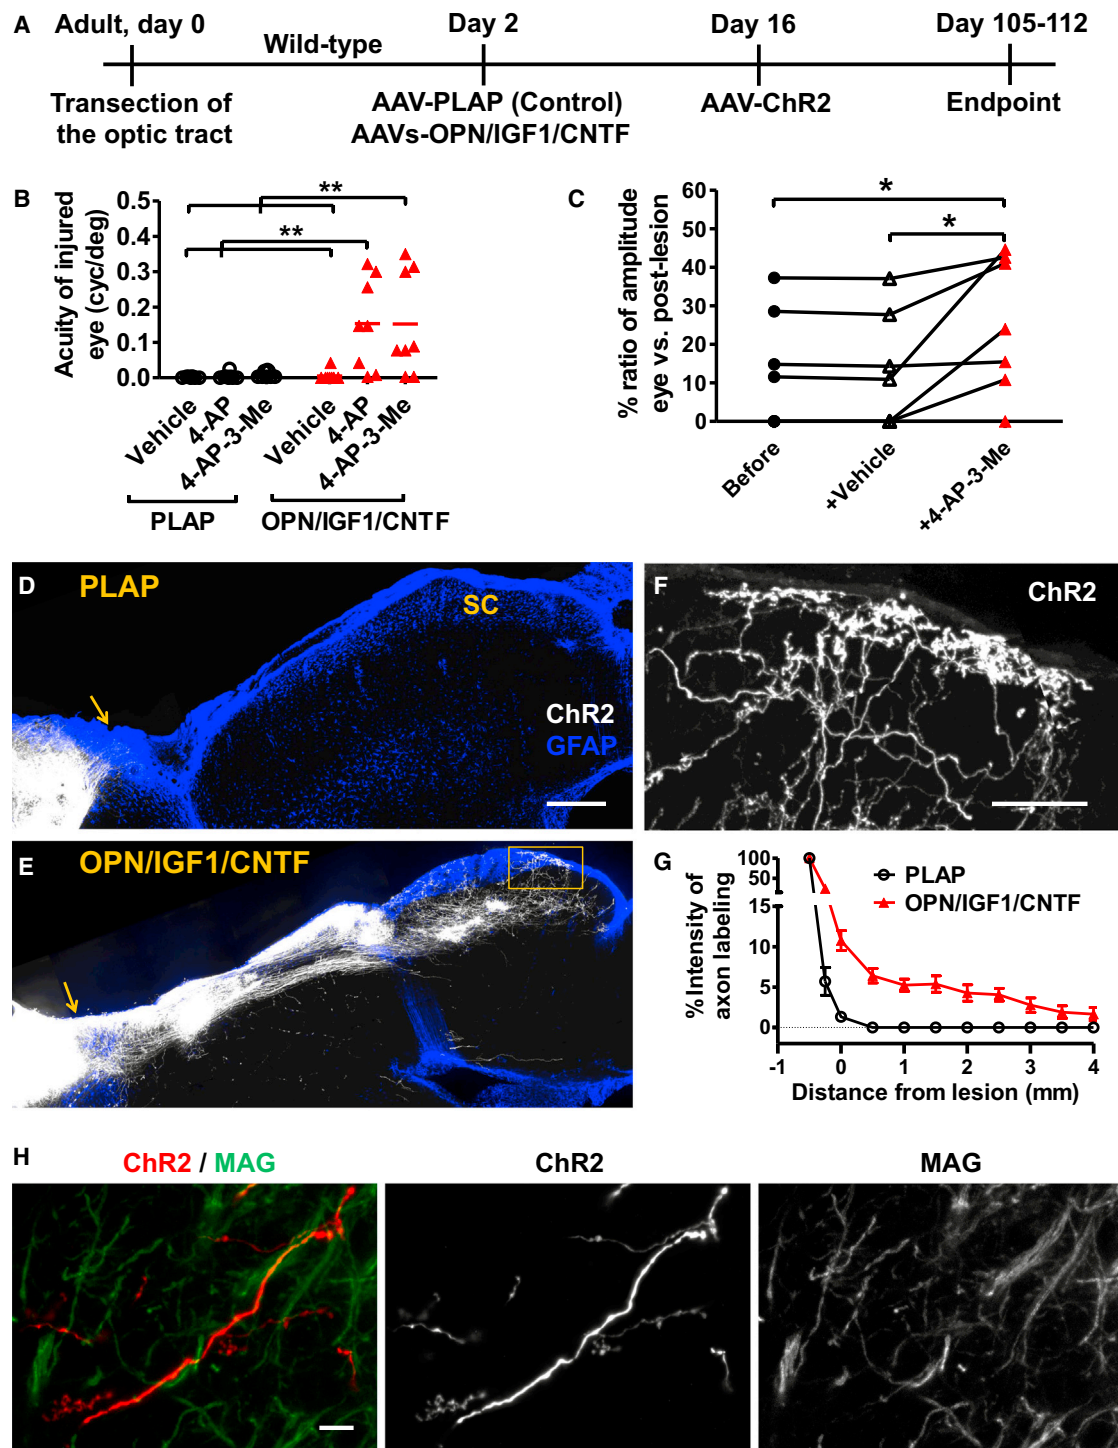 A
Adult, day 0
Wild-type
Day 2
Day 16
Day 105-112
Transection of
the optic tract
AAV-PLAP (Control)
AAVs-OPN/IGF1/CNTF
AAV-ChR2
Endpoint
B
Acuity of injured
eye (cyc/deg)
0.5
0.4
0.3
0.2
0.1
0.0
**
**
Vehicle
4-AP
4-AP-3-Me
Vehicle
4-AP
4-AP-3-Me
PLAP
OPN/IGF1/CNTF
C
% ratio of amplitude
eye vs. post-lesion
60
50
40
30
20
10
0
*
*
Before
+Vehicle
+4-AP-3-Me
D
PLAP
SC
ChR2
GFAP
E
OPN/IGF1/CNTF
F
ChR2
G
% Intensity of
axon labeling
100
50
15
10
5
0
PLAP
OPN/IGF1/CNTF
-1
0
1
2
3
4
Distance from lesion (mm)
H
ChR2 / MAG
ChR2
MAG